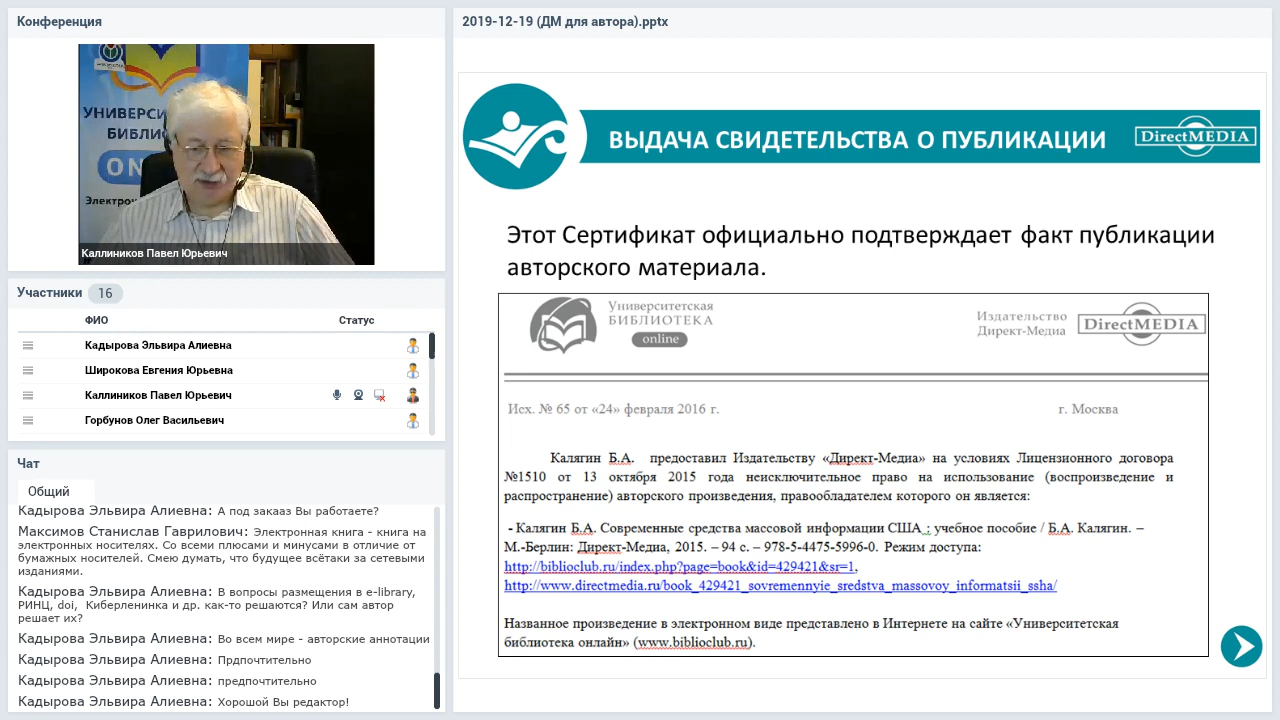 Конференция
УНИВЕРСИ
БИБЛИО
ON
Электро
Каллиников Павел Юрьевич
Участники 16
ФИО Статус
Кадырова Эльвира Алиевна
Широкова Евгения Юрьевна
Каллиников Павел Юрьевич
Горбунов Олег Васильевич
Чат
Общий
Кадырова Эльвира Алиевна: А под закааз Вы работаете?
Максимов Станислав Гаврилович: Электронная книга - книга на
электронных носителях. Со всеми плюсами и минусами в отличие от
бумажных носителей. Смею думать, что будущее всётаки за сетевыми
изданиями.
Кадырова Эльвира Алиевна: В вопросы размещения в e-library,
РИНЦ, doi, Киберленинка и др. как-то решаются? Или сам автор
решает их?
Кадырова Эльвира Алиевна: Во всем мире - авторские аннотации
Кадырова Эльвира Алиевна: Прдпочтительно
Кадырова Эльвира Алиевна: предпочтительно
Кадырова Эльвира Алиевна: Хорошой Вы редактор!
2019-12-19 (ДМ для автора).pptx
ВЫДАЧА СВИДЕТЕЛЬСТВА О ПУБЛИКАЦИИ
DirectMEDIA
Этот Сертификат официально подтверждает факт публикации
авторского материала.
Университетская
БИБЛИОТЕКА
online
Издательство
Директ-Медиа
DirectMEDIA
Исх. № 65 от «24» февраля 2016 г. г. Москва
Калягин Б.А. предоставил Издательству «Директ-Медиа» на условиях Лицензионного договора
№1510 от 13 октября 2015 года неисключительное право на использование (воспроизведение и
распространение) авторского произведения, правообладателем которого он является:
- Калягин Б.А. Современные средства массовой информации США : учебное пособие / Б.А. Калягин. –
М.-Берлин: Директ-Медиа, 2015. – 94 с. – 978-5-4475-5996-0. Режим доступа:
http://biblioclub.ru/index.php?page=book&id=429421&sr=1,
http://www.directmedia.ru/book_429421_sovremennyie_sredstva_massovoy_informatsii_ssha/
Названное произведение в электронном виде представлено в Интернете на сайте «Университетская
библиотека онлайн» (www.biblioclub.ru).